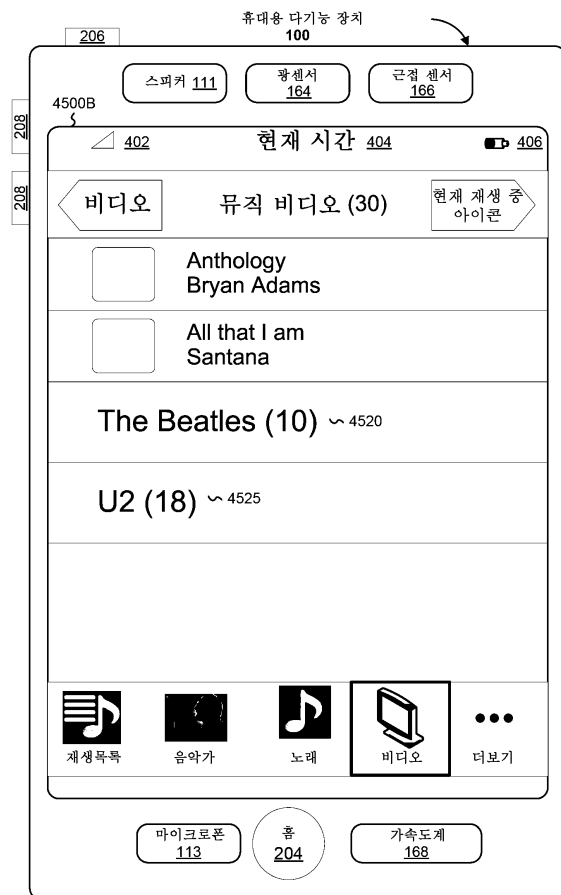 휴대용 다기능 장치
100
206
스피커 111
광센서
164
근접 센서
166
4500B
208
208
402
현재 시간 404
406
비디오
뮤직 비디오 (30)
현재 재생 중
아이콘
Anthology
Bryan Adams
All that I am
Santana
The Beatles (10) 4520
U2 (18) 4525
재생목록
음악가
노래
비디오
더보기
마이크로폰
113
홈
204
가속도계
168